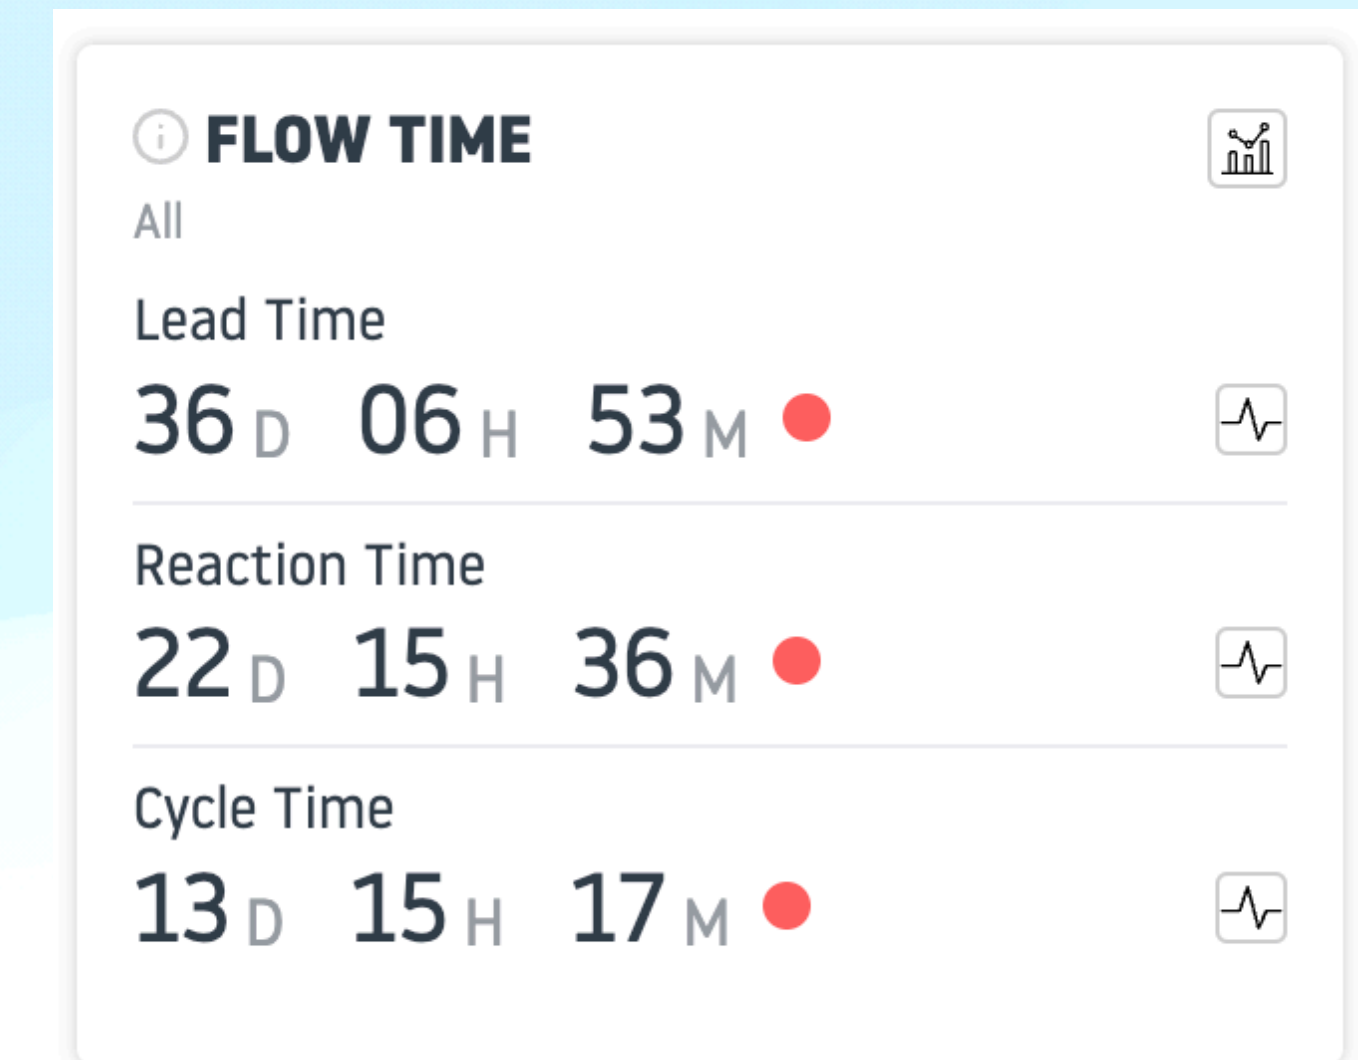 FLOW TIME
All
Lead Time
36 D 06 H 53 M
Reaction Time
22 D 15 H 36 M
Cycle Time
13 D 15 H 17 M